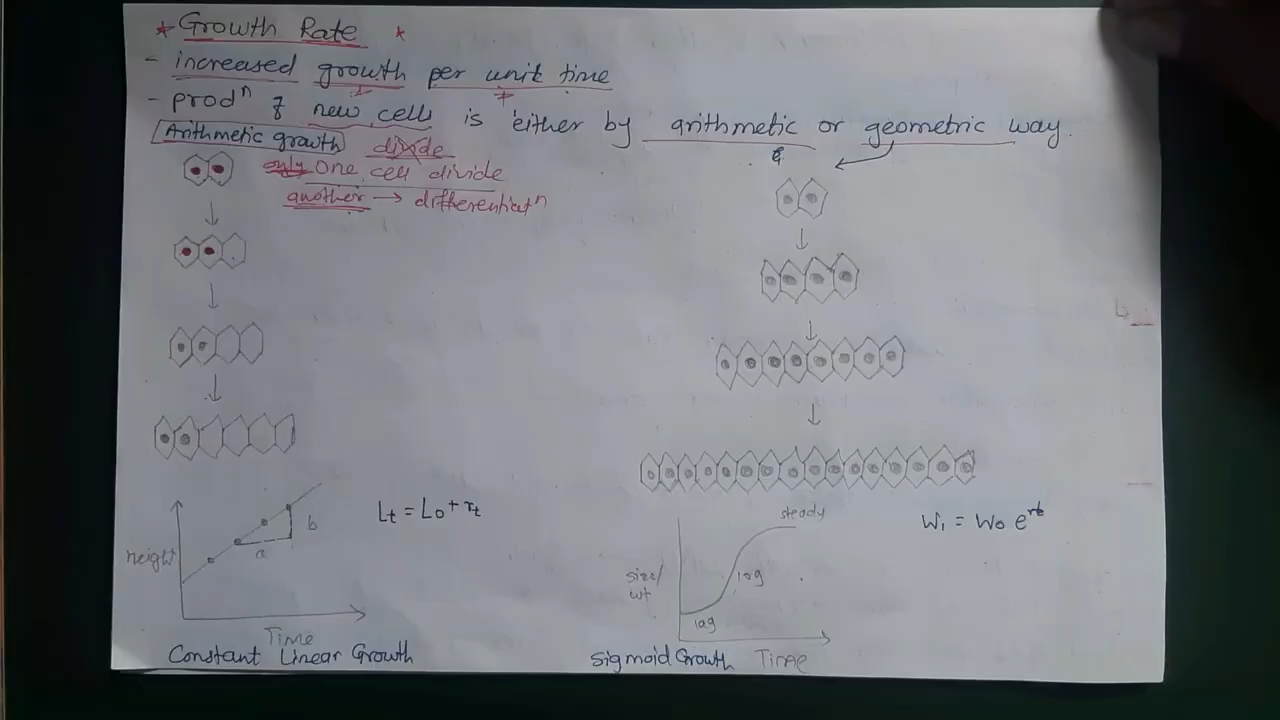 * Growth Rate *
- increased growth per unit time
- prodⁿ of new cells is either by arithmetic or geometric way.
Arithmetic growth divide
only One cell divide
another → differentiatⁿ
Lt = Lo + rt
height
a
b
Time
Constant Linear Growth
W1 = Wo e^rt
steady
size/
wt
log
lag
Sigmoid Growth Time